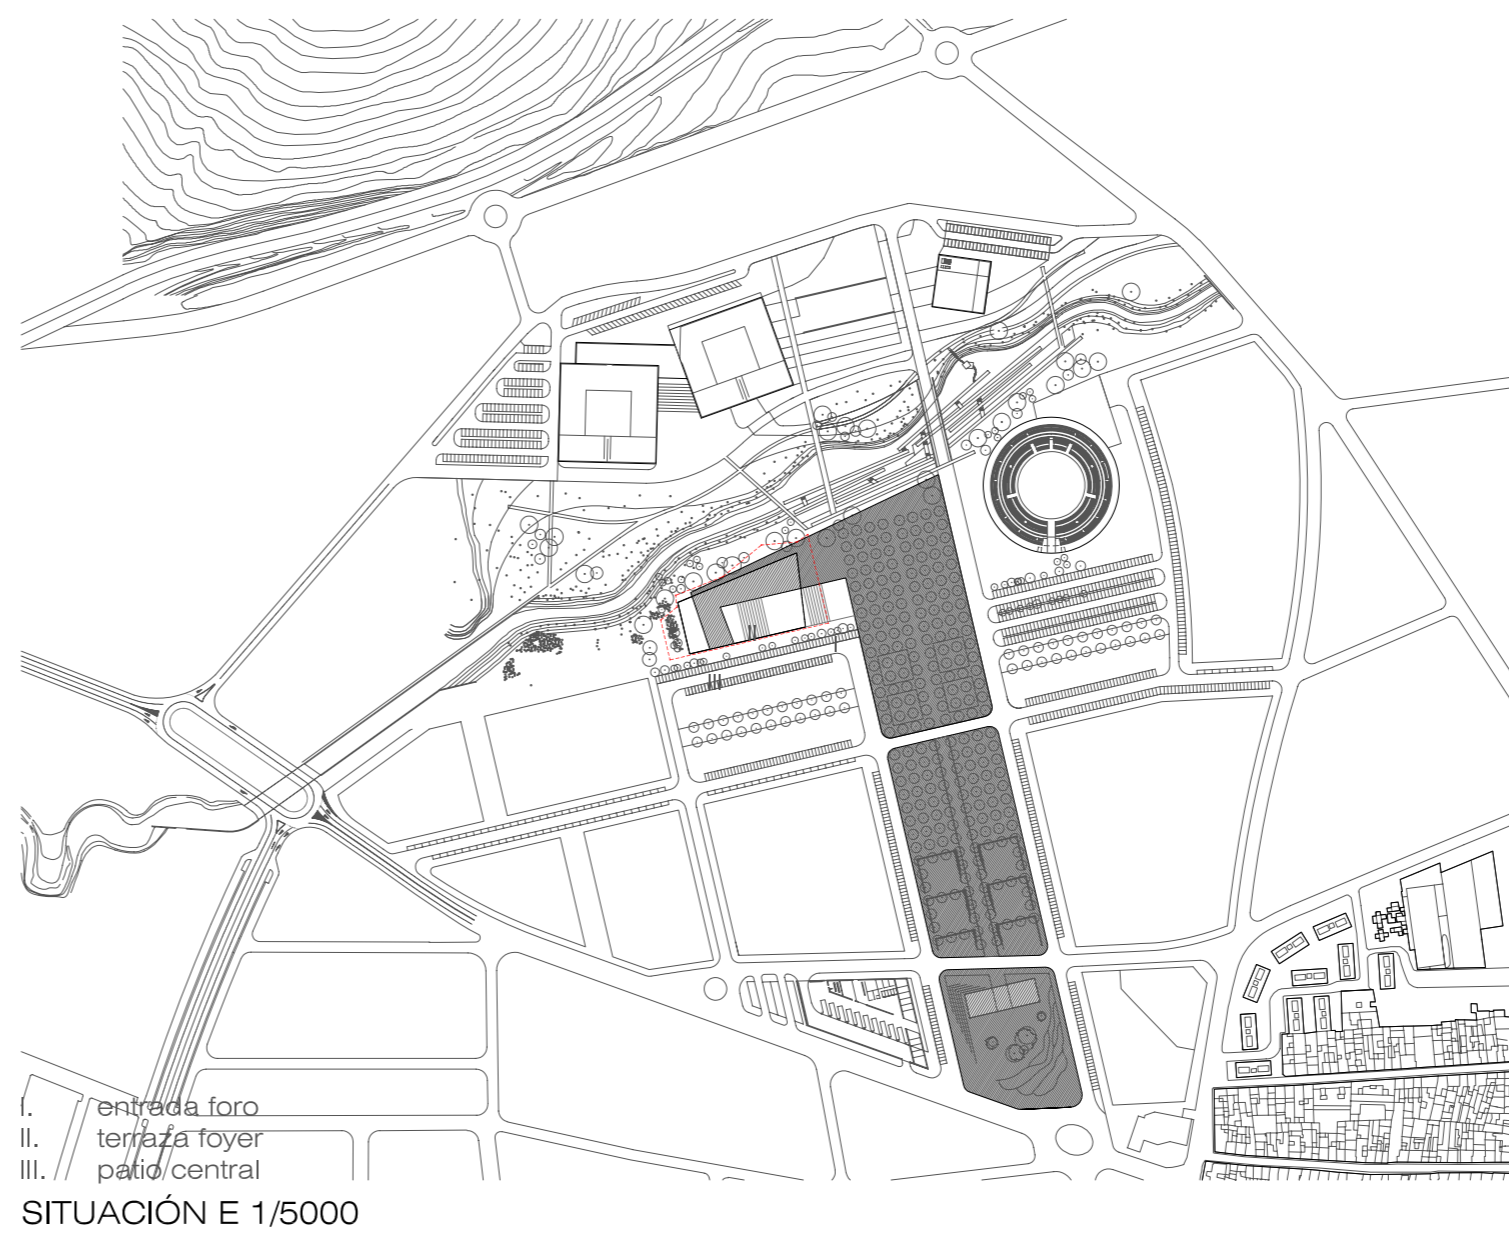 I. entrada foro
II. terraza foyer
III. patio central
SITUACIÓN E 1/5000